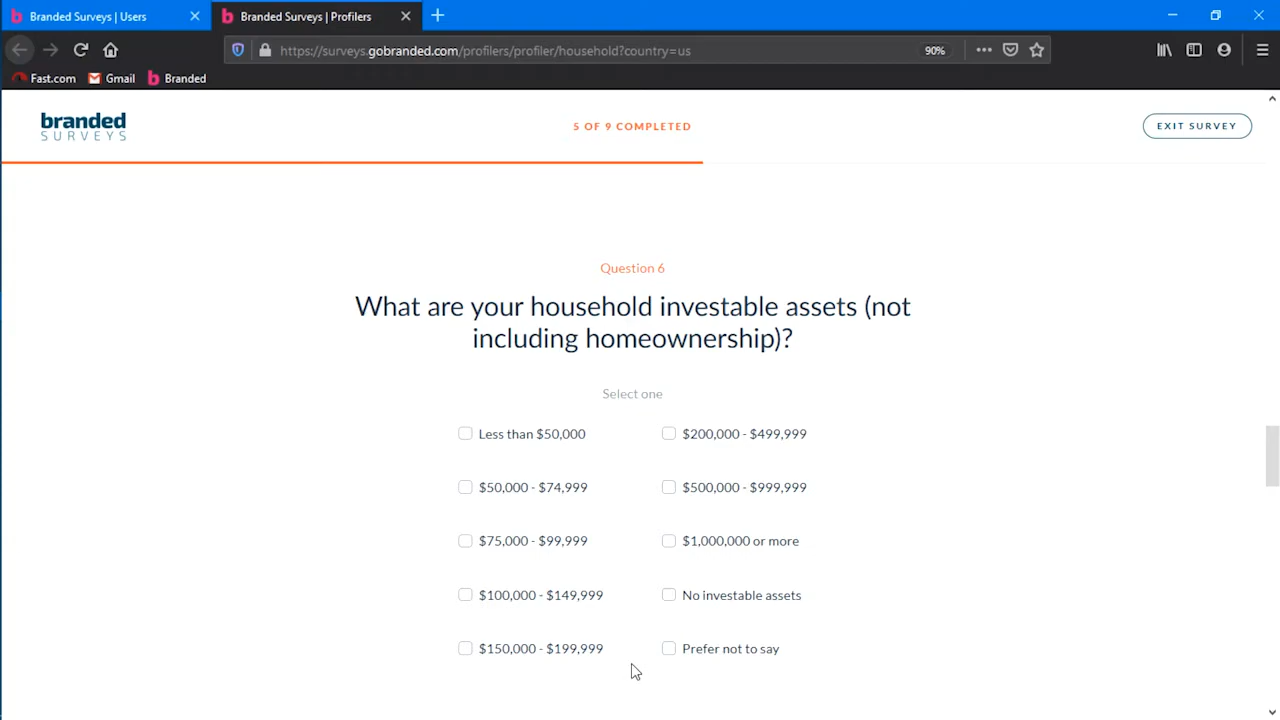 Branded Surveys | Users
Branded Surveys | Profilers
https://surveys.gobranded.com/profilers/profiler/household?country=us
90%
Fast.com
Gmail
Branded
branded
SURVEYS
5 OF 9 COMPLETED
EXIT SURVEY
Question 6
What are your household investable assets (not
including homeownership)?
Select one
Less than $50,000
$200,000 - $499,999
$50,000 - $74,999
$500,000 - $999,999
$75,000 - $99,999
$1,000,000 or more
$100,000 - $149,999
No investable assets
$150,000 - $199,999
Prefer not to say